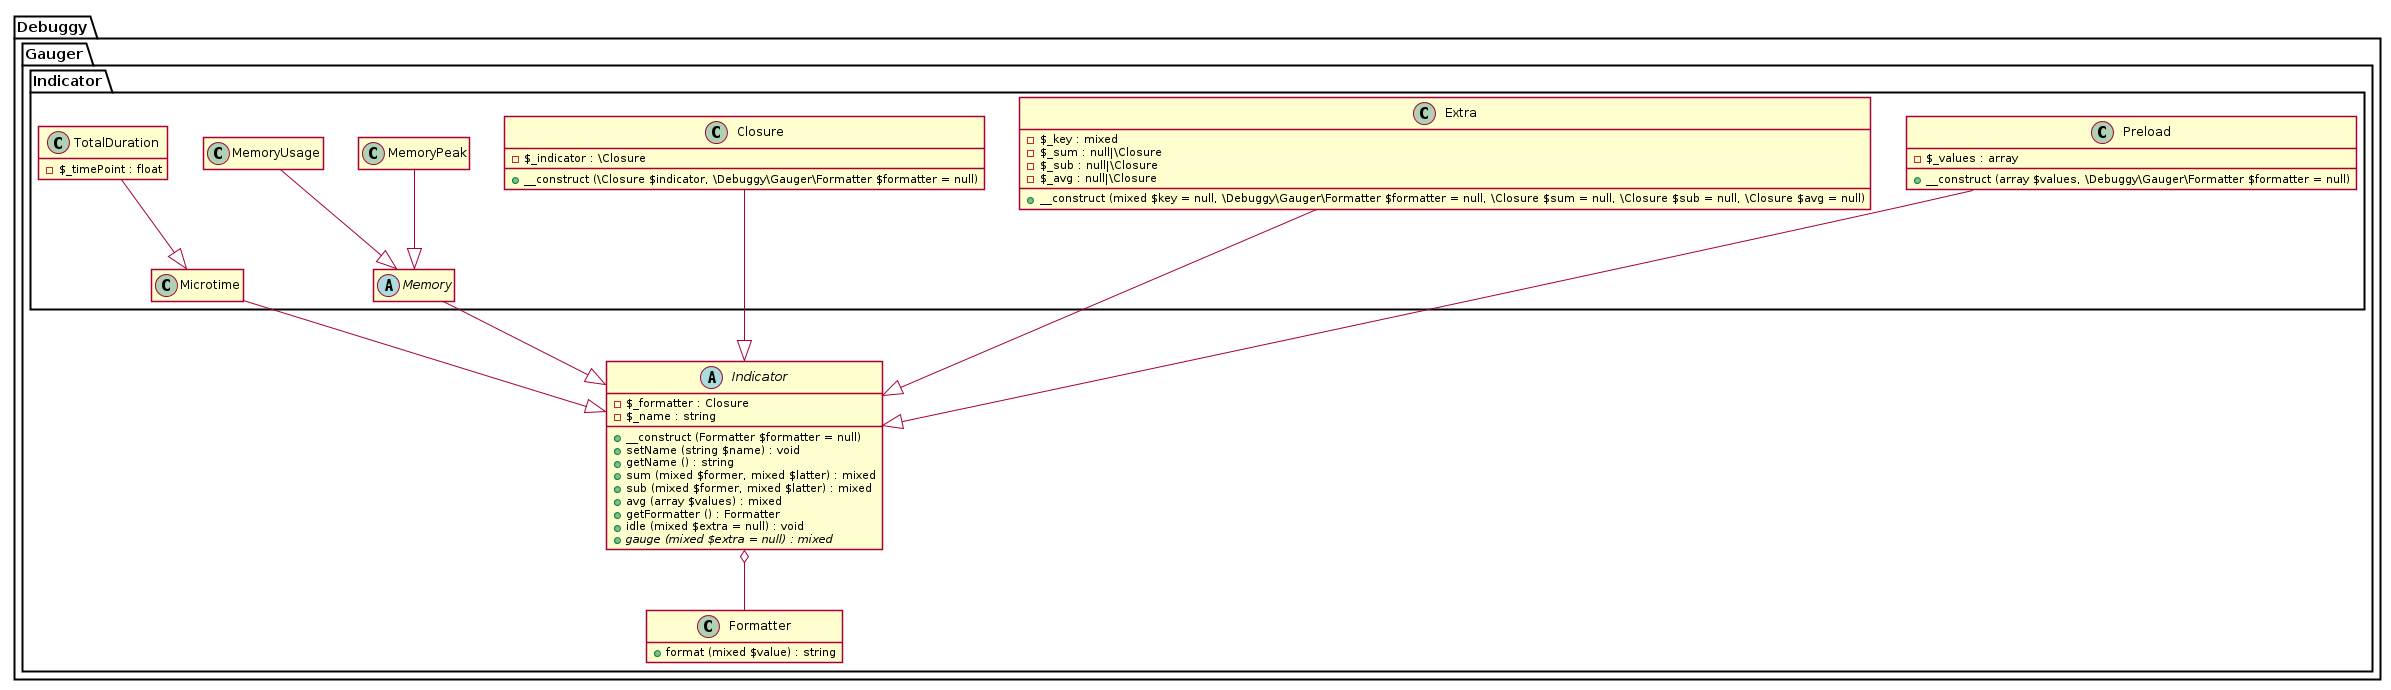 Debuggy
Gauger
Indicator
C TotalDuration
$_timePoint : float
C MemoryUsage
C MemoryPeak
C Closure
$_indicator : \Closure
__construct (\Closure $indicator, \Debuggy\Gauger\Formatter $formatter = null)
C Extra
$_key : mixed
$_sum : null|\Closure
$_sub : null|\Closure
$_avg : null|\Closure
__construct (mixed $key = null, \Debuggy\Gauger\Formatter $formatter = null, \Closure $sum = null, \Closure $sub = null, \Closure $avg = null)
C Preload
$_values : array
__construct (array $values, \Debuggy\Gauger\Formatter $formatter = null)
C Microtime
A Memory
A Indicator
$_formatter : Closure
$_name : string
__construct (Formatter $formatter = null)
setName (string $name) : void
getName () : string
sum (mixed $former, mixed $latter) : mixed
sub (mixed $former, mixed $latter) : mixed
avg (array $values) : mixed
getFormatter () : Formatter
idle (mixed $extra = null) : void
gauge (mixed $extra = null) : mixed
C Formatter
format (mixed $value) : string